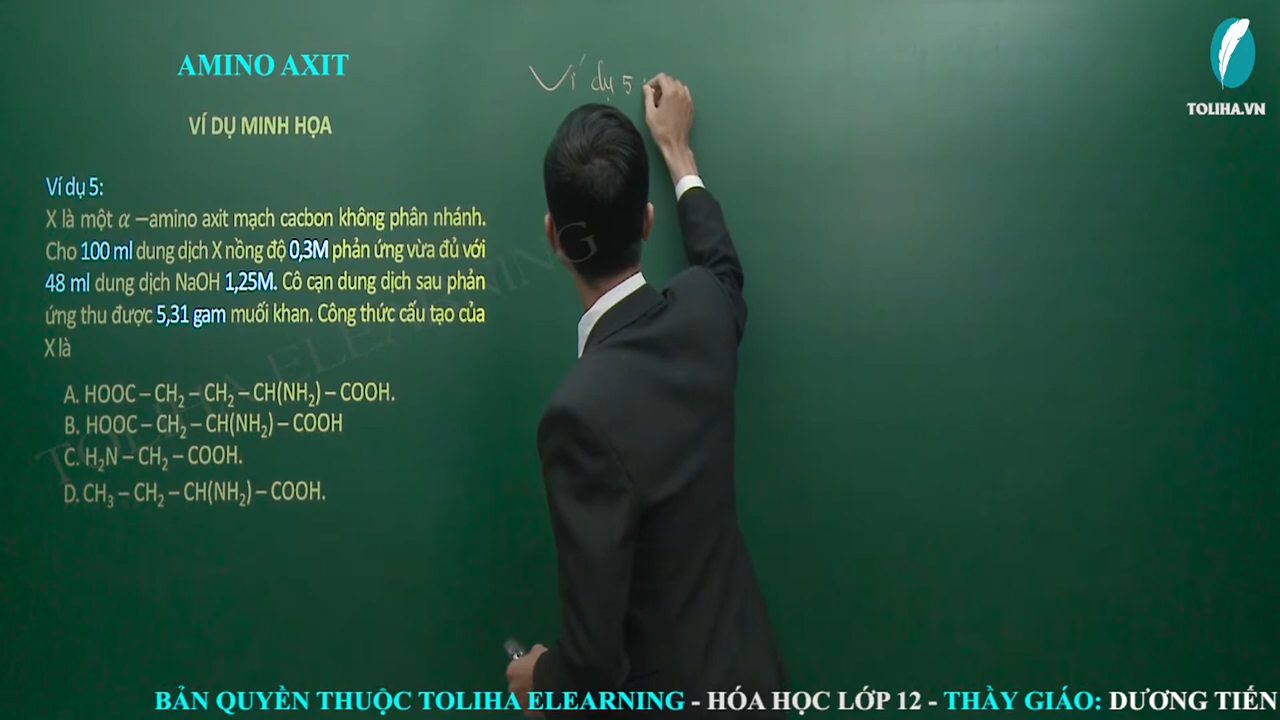 AMINO AXIT
VÍ DỤ MINH HỌA
Ví dụ 5:
X là một α –amino axit mạch cacbon không phân nhánh.
Cho 100 ml dung dịch X nồng độ 0,3M phản ứng vừa đủ với
48 ml dung dịch NaOH 1,25M. Cô cạn dung dịch sau phản
ứng thu được 5,31 gam muối khan. Công thức cấu tạo của
X là
A. HOOC – CH₂ – CH₂ – CH(NH₂) – COOH.
B. HOOC – CH₂ – CH(NH₂) – COOH
C. H₂N – CH₂ – COOH.
D. CH₃ – CH₂ – CH(NH₂) – COOH.
Ví dụ 5
TOLIHA.VN
TOLIHA ELEARNING
BẢN QUYỀN THUỘC TOLIHA ELEARNING - HÓA HỌC LỚP 12 - THẦY GIÁO: DƯƠNG TIẾN